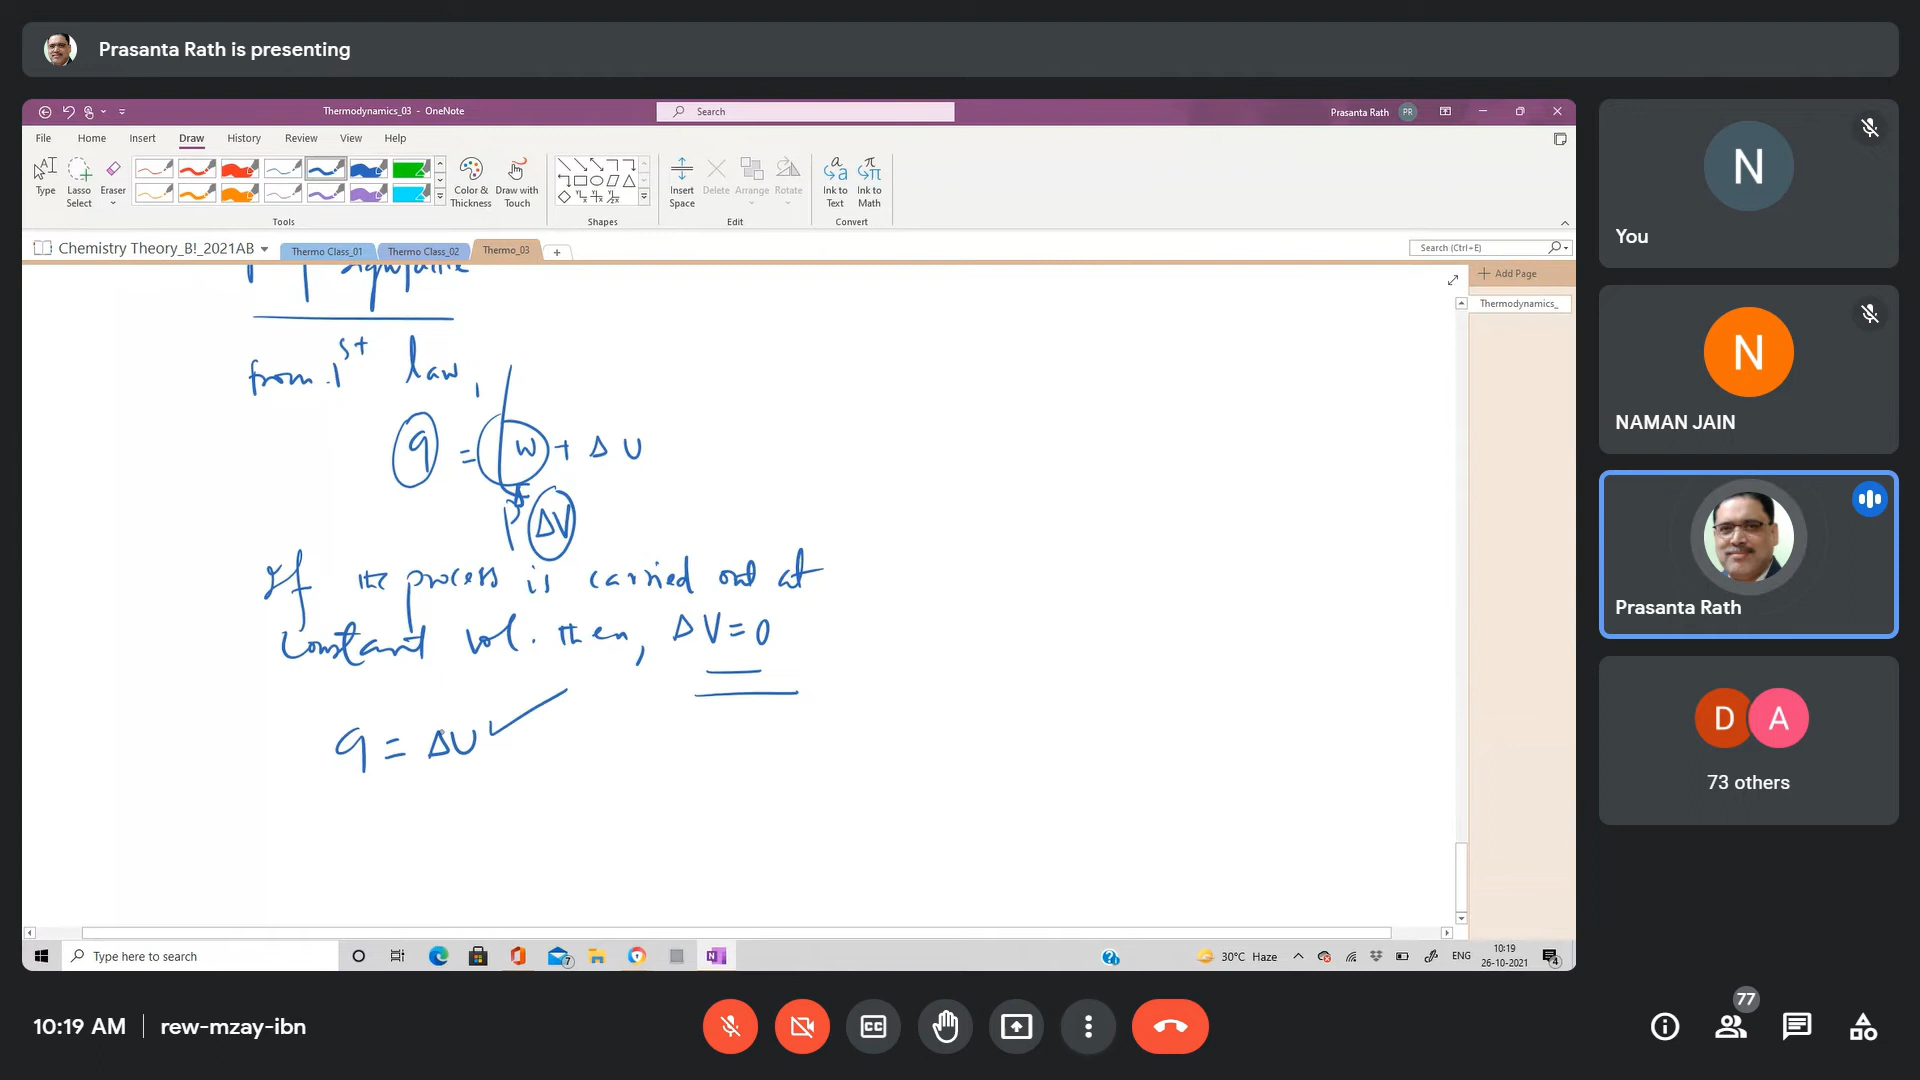 Prasanta Rath is presenting
Thermodynamics_03 - OneNote
Search
Prasanta Rath PR
File Home Insert Draw History Review View Help
Type
Lasso Select
Eraser
Color & Thickness
Draw with Touch
Insert Space
Delete
Arrange
Rotate
Ink to Text
Ink to Math
Tools Shapes Edit Convert
Chemistry Theory_B!_2021AB Thermo Class_01 Thermo Class_02 Thermo_03 +
Search (Ctrl+E)
Add Page
Thermodynamics_
from 1st law,
q = w + Δ U
P ΔV
If the process is carried out at
constant vol. then, ΔV = 0
q = ΔU
Type here to search
7
30°C Haze
ENG
10:19
26-10-2021
4
N
You
N
NAMAN JAIN
Prasanta Rath
D A
73 others
10:19 AM rew-mzay-ibn
77